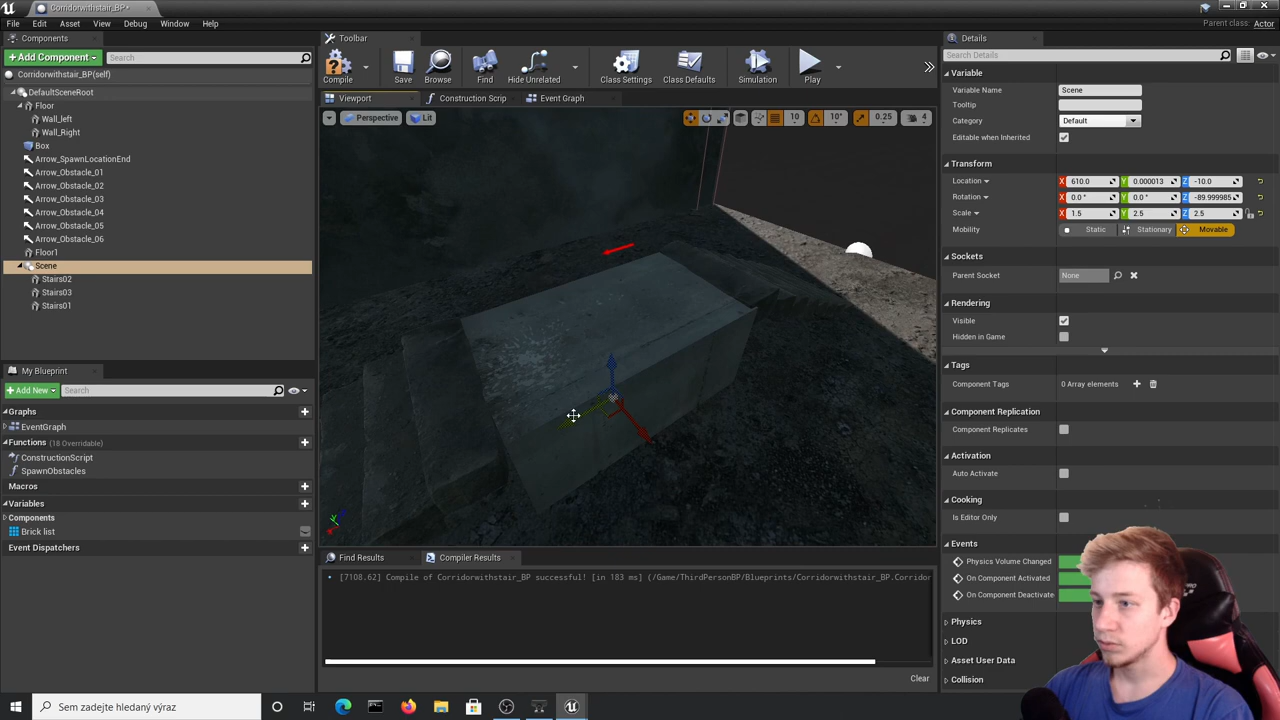 Corridorwithstair_BP*
File Edit Asset View Debug Window Help
Parent class: Actor
Components
+Add Component
Search
Corridorwithstair_BP(self)
DefaultSceneRoot
Floor
Wall_left
Wall_Right
Box
Arrow_SpawnLocationEnd
Arrow_Obstacle_01
Arrow_Obstacle_02
Arrow_Obstacle_03
Arrow_Obstacle_04
Arrow_Obstacle_05
Arrow_Obstacle_06
Floor1
Scene
Stairs02
Stairs03
Stairs01
My Blueprint
+Add New
Search
Graphs
EventGraph
Functions (18 Overridable)
ConstructionScript
SpawnObstacles
Macros
Variables
Components
Brick list
Event Dispatchers
Toolbar
Compile Save Browse Find Hide Unrelated Class Settings Class Defaults Simulation Play
Viewport Construction Scrip Event Graph
Perspective Lit 10 10° 0.25 4
Find Results Compiler Results
[7108.62] Compile of Corridorwithstair_BP successful! [in 183 ms] (/Game/ThirdPersonBP/Blueprints/Corridorwithstair_BP.Corridor
Clear
Details
Search Details
Variable
Variable Name Scene
Tooltip
Category Default
Editable when Inherited
Transform
Location X 610.0 Y 0.000013 Z -10.0
Rotation X 0.0 ° Y 0.0 ° Z -89.999985
Scale X 1.5 Y 2.5 Z 2.5
Mobility Static Stationary Movable
Sockets
Parent Socket None
Rendering
Visible
Hidden in Game
Tags
Component Tags 0 Array elements
Component Replication
Component Replicates
Activation
Auto Activate
Cooking
Is Editor Only
Events
Physics Volume Changed
On Component Activated
On Component Deactivate
Physics
LOD
Asset User Data
Collision
Sem zadejte hledaný výraz